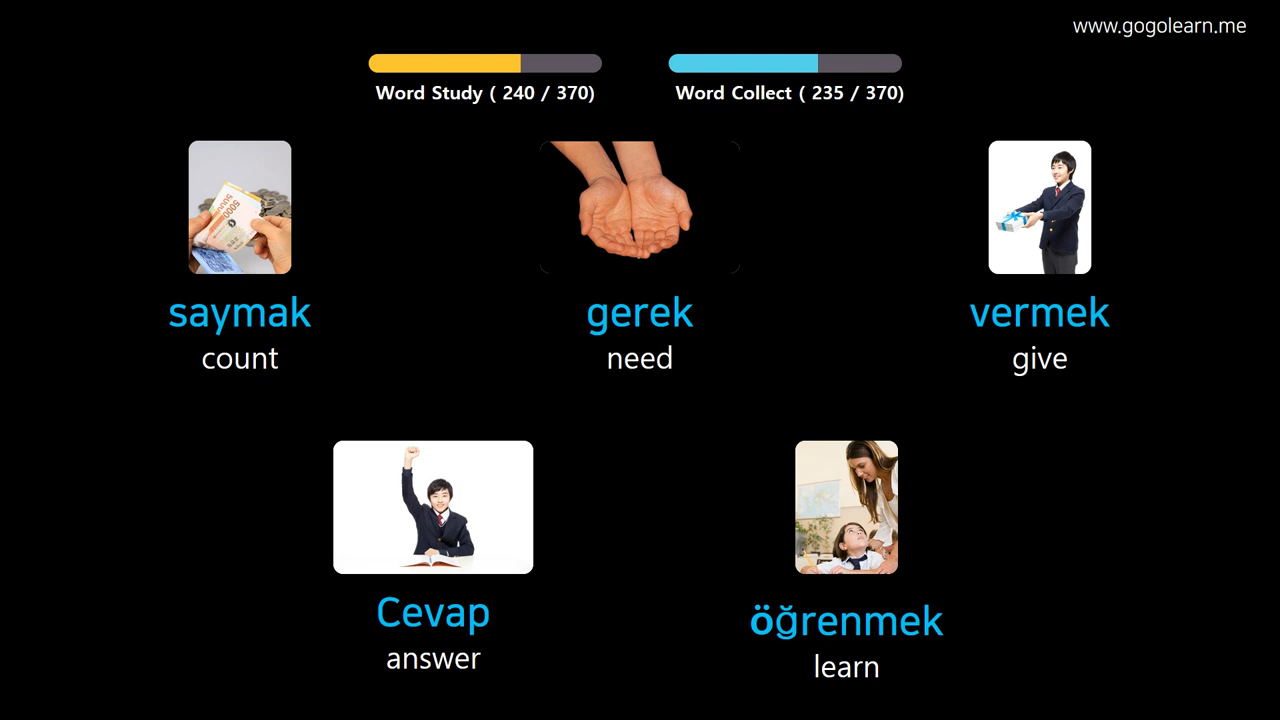 www.gogolearn.me
Word Study ( 240 / 370)
Word Collect ( 235 / 370)
saymak
count
gerek
need
vermek
give
Cevap
answer
öğrenmek
learn